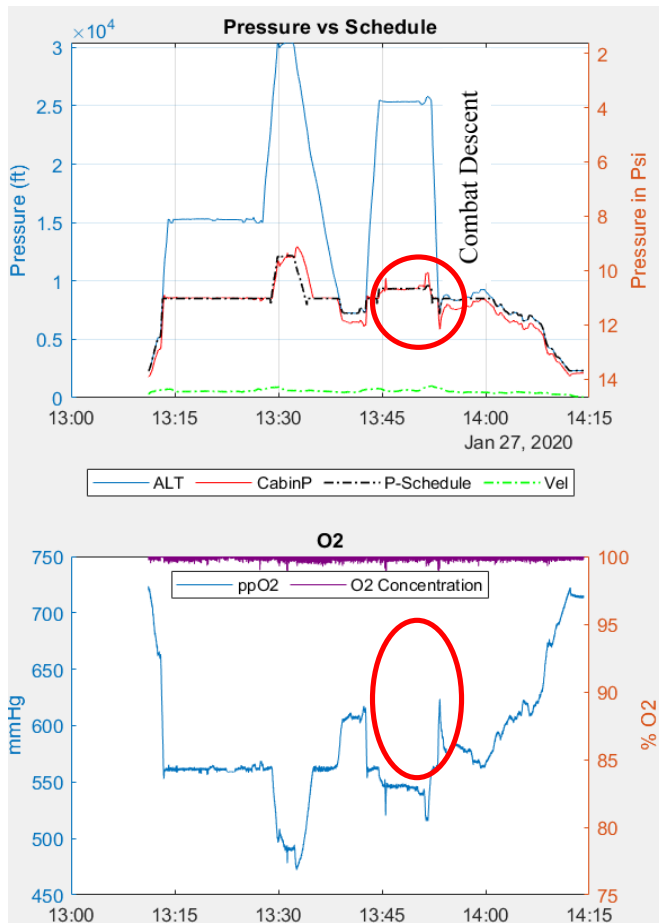 Pressure vs Schedule
×10⁴
3
2.5
2
1.5
1
0.5
0
Pressure (ft)
2
4
6
8
10
12
14
Pressure in Psi
Combat Descent
13:00
13:15
13:30
13:45
14:00
14:15
Jan 27, 2020
ALT
CabinP
P-Schedule
Vel
O2
750
700
650
600
550
500
450
mmHg
ppO2
O2 Concentration
100
95
90
85
80
75
% O2
13:00
13:15
13:30
13:45
14:00
14:15